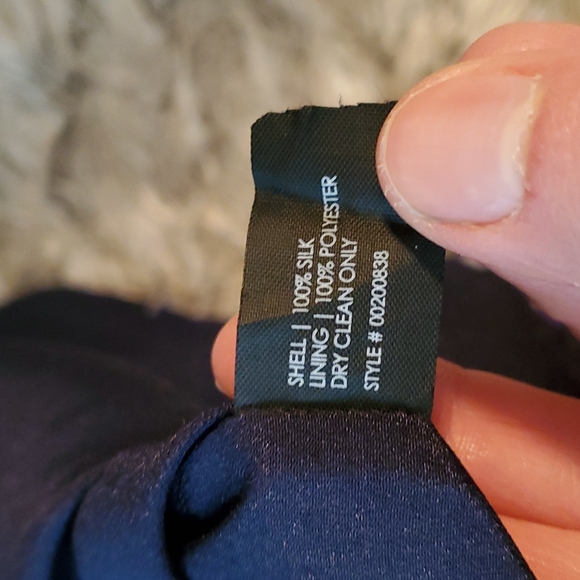 SHELL | 100% SILK
LINING | 100% POLYESTER
DRY CLEAN ONLY
STYLE # 00200838